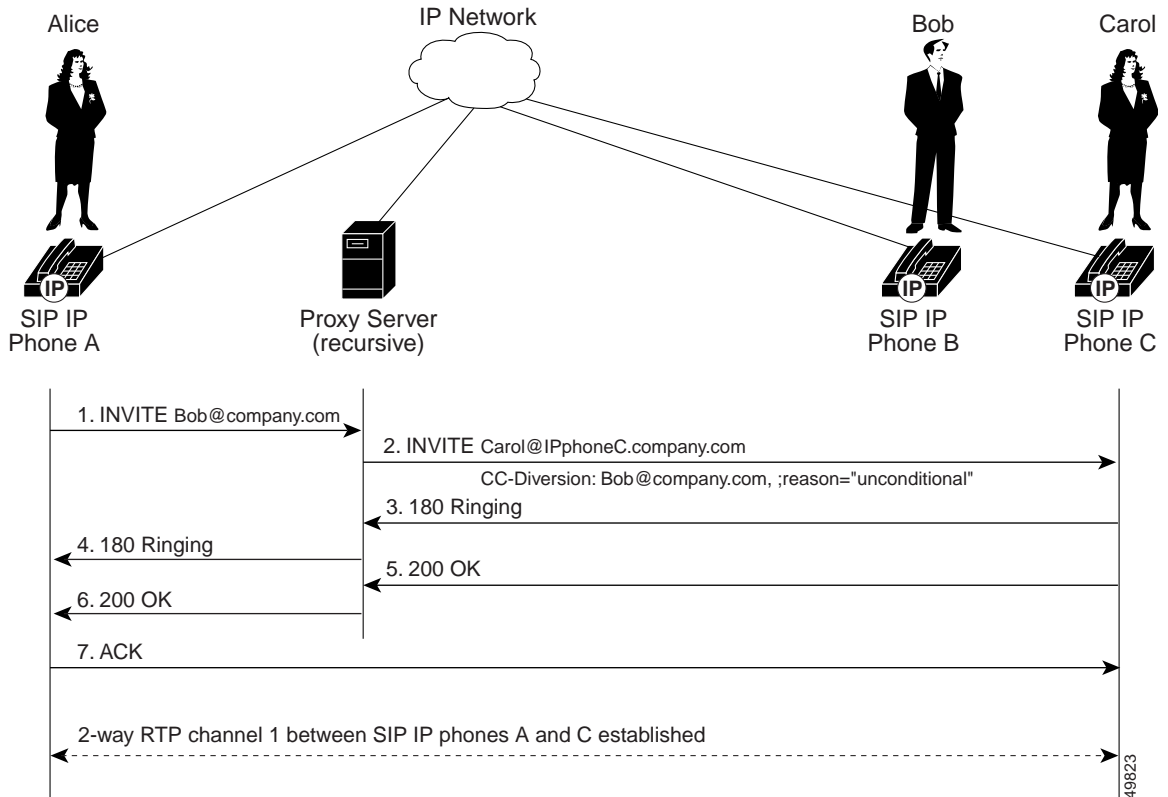 Alice
IP Network
Bob
Carol
IP
IP
IP
SIP IP
Phone A
Proxy Server
(recursive)
SIP IP
Phone B
SIP IP
Phone C
1. INVITE Bob@company.com
2. INVITE Carol@IPphoneC.company.com
CC-Diversion: Bob@company.com, ;reason="unconditional"
3. 180 Ringing
4. 180 Ringing
5. 200 OK
6. 200 OK
7. ACK
2-way RTP channel 1 between SIP IP phones A and C established
49823